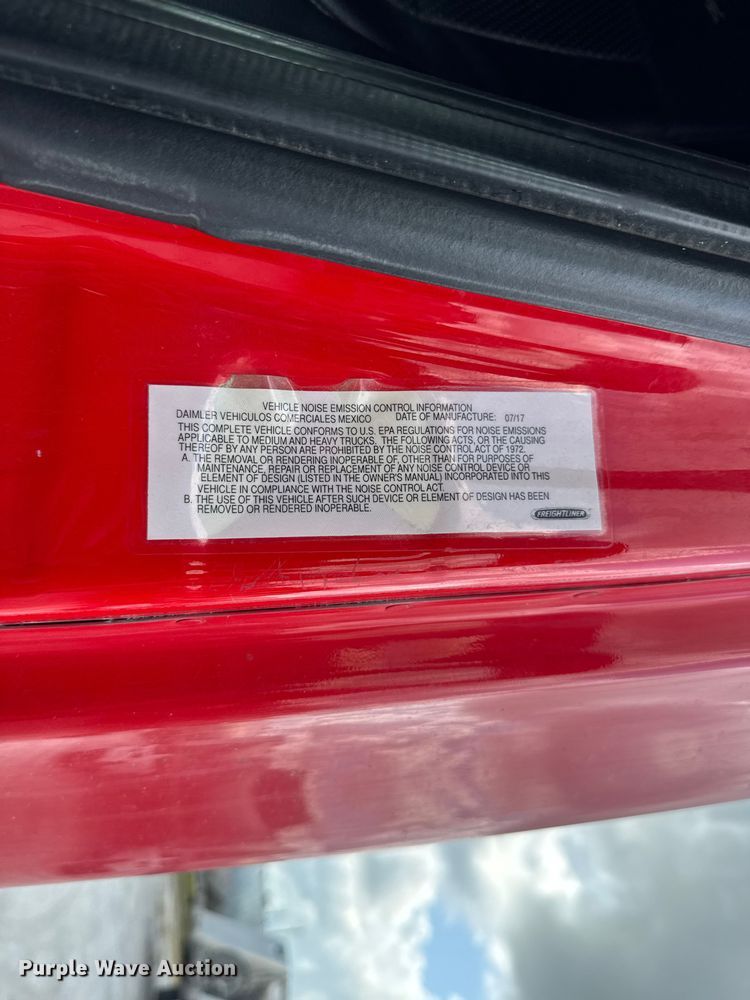 VEHICLE NOISE EMISSION CONTROL INFORMATION
DAIMLER VEHICULOS COMERCIALES MEXICO DATE OF MANUFACTURE: 07/17
THIS COMPLETE VEHICLE CONFORMS TO U.S. EPA REGULATIONS FOR NOISE EMISSIONS
APPLICABLE TO MEDIUM AND HEAVY TRUCKS. THE FOLLOWING ACTS, OR THE CAUSING
THEREOF BY ANY PERSON ARE PROHIBITED BY THE NOISE CONTROL ACT OF 1972.
A. THE REMOVAL OR RENDERING INOPERABLE OF, OTHER THAN FOR PURPOSES OF
MAINTENANCE, REPAIR OR REPLACEMENT OF ANY NOISE CONTROL DEVICE OR
ELEMENT OF DESIGN (LISTED IN THE OWNER'S MANUAL) INCORPORATED INTO THIS
VEHICLE IN COMPLIANCE WITH THE NOISE CONTROL ACT.
B. THE USE OF THIS VEHICLE AFTER SUCH DEVICE OR ELEMENT OF DESIGN HAS BEEN
REMOVED OR RENDERED INOPERABLE.
FREIGHTLINER
Purple Wave Auction